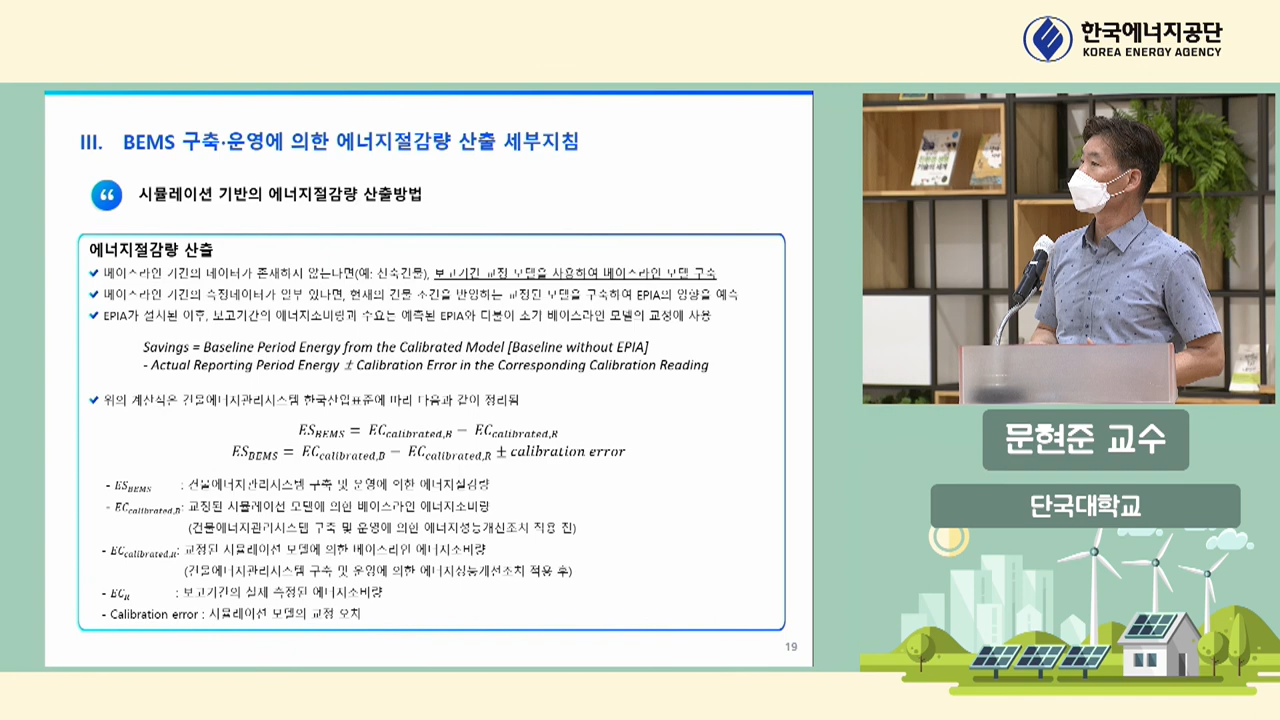 한국에너지공단
KOREA ENERGY AGENCY
III. BEMS 구축·운영에 의한 에너지절감량 산출 세부지침
“ 시뮬레이션 기반의 에너지절감량 산출방법
에너지절감량 산출
✔ 베이스라인 기간의 데이터가 존재하지 않는다면(예: 신축건물), 보고기간 교정 모델을 사용하여 베이스라인 모델 구축
✔ 베이스라인 기간의 측정데이터가 일부 있다면, 현재의 건물 조건을 반영하는 교정된 모델을 구축하여 EPIA의 영향을 예측
✔ EPIA가 설치된 이후, 보고기간의 에너지소비량과 수요는 예측된 EPIA와 더불어 초기 베이스라인 모델의 교정에 사용
Savings = Baseline Period Energy from the Calibrated Model [Baseline without EPIA]
- Actual Reporting Period Energy ± Calibration Error in the Corresponding Calibration Reading
✔ 위의 계산식은 건물에너지관리시스템 한국산업표준에 따라 다음과 같이 정리됨
ES_BEMS = EC_calibrated,B − EC_calibrated,R
ES_BEMS = EC_calibrated,B − EC_calibrated,R ± calibration error
- ES_BEMS : 건물에너지관리시스템 구축 및 운영에 의한 에너지절감량
- EC_calibrated,B: 교정된 시뮬레이션 모델에 의한 베이스라인 에너지소비량
(건물에너지관리시스템 구축 및 운영에 의한 에너지성능개선조치 적용 전)
- EC_calibrated,R: 교정된 시뮬레이션 모델에 의한 베이스라인 에너지소비량
(건물에너지관리시스템 구축 및 운영에 의한 에너지성능개선조치 적용 후)
- EC_R : 보고기간의 실제 측정된 에너지소비량
- Calibration error : 시뮬레이션 모델의 교정 오차
19
문현준 교수
단국대학교